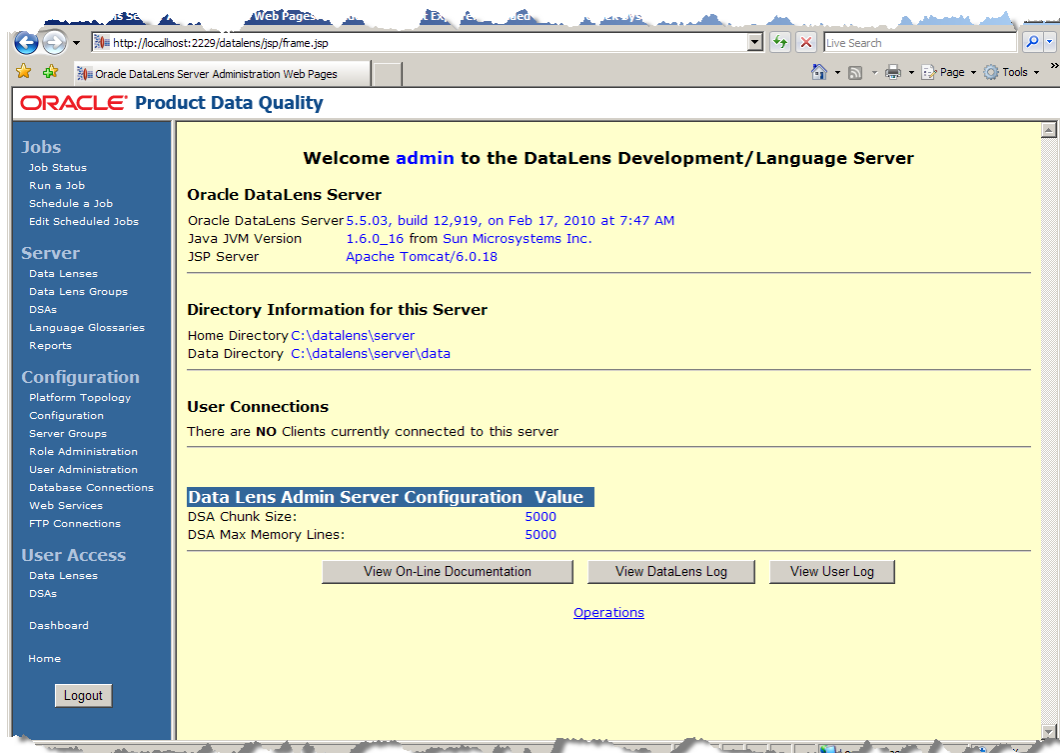 Web Pages
http://localhost:2229/datalens/jsp/frame.jsp
Live Search
Oracle DataLens Server Administration Web Pages
Page
Tools
ORACLE Product Data Quality
Jobs
Job Status
Run a Job
Schedule a Job
Edit Scheduled Jobs
Server
Data Lenses
Data Lens Groups
DSAs
Language Glossaries
Reports
Configuration
Platform Topology
Configuration
Server Groups
Role Administration
User Administration
Database Connections
Web Services
FTP Connections
User Access
Data Lenses
DSAs
Dashboard
Home
Logout
Welcome admin to the DataLens Development/Language Server
Oracle DataLens Server
Oracle DataLens Server 5.5.03, build 12,919, on Feb 17, 2010 at 7:47 AM
Java JVM Version 1.6.0_16 from Sun Microsystems Inc.
JSP Server Apache Tomcat/6.0.18
Directory Information for this Server
Home Directory C:\datalens\server
Data Directory C:\datalens\server\data
User Connections
There are NO Clients currently connected to this server
Data Lens Admin Server Configuration Value
DSA Chunk Size: 5000
DSA Max Memory Lines: 5000
View On-Line Documentation
View DataLens Log
View User Log
Operations